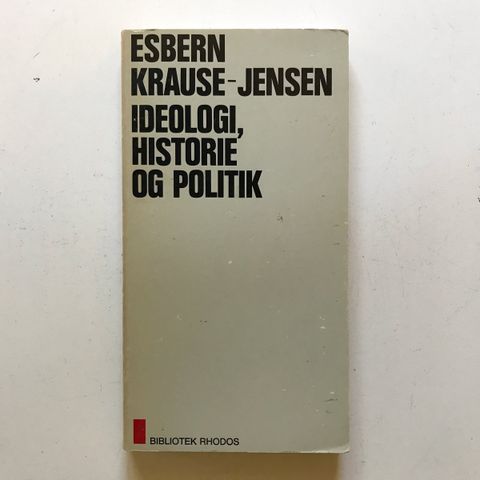 ESBERN
KRAUSE-JENSEN
IDEOLOGI,
HISTORIE
OG POLITIK
BIBLIOTEK RHODOS